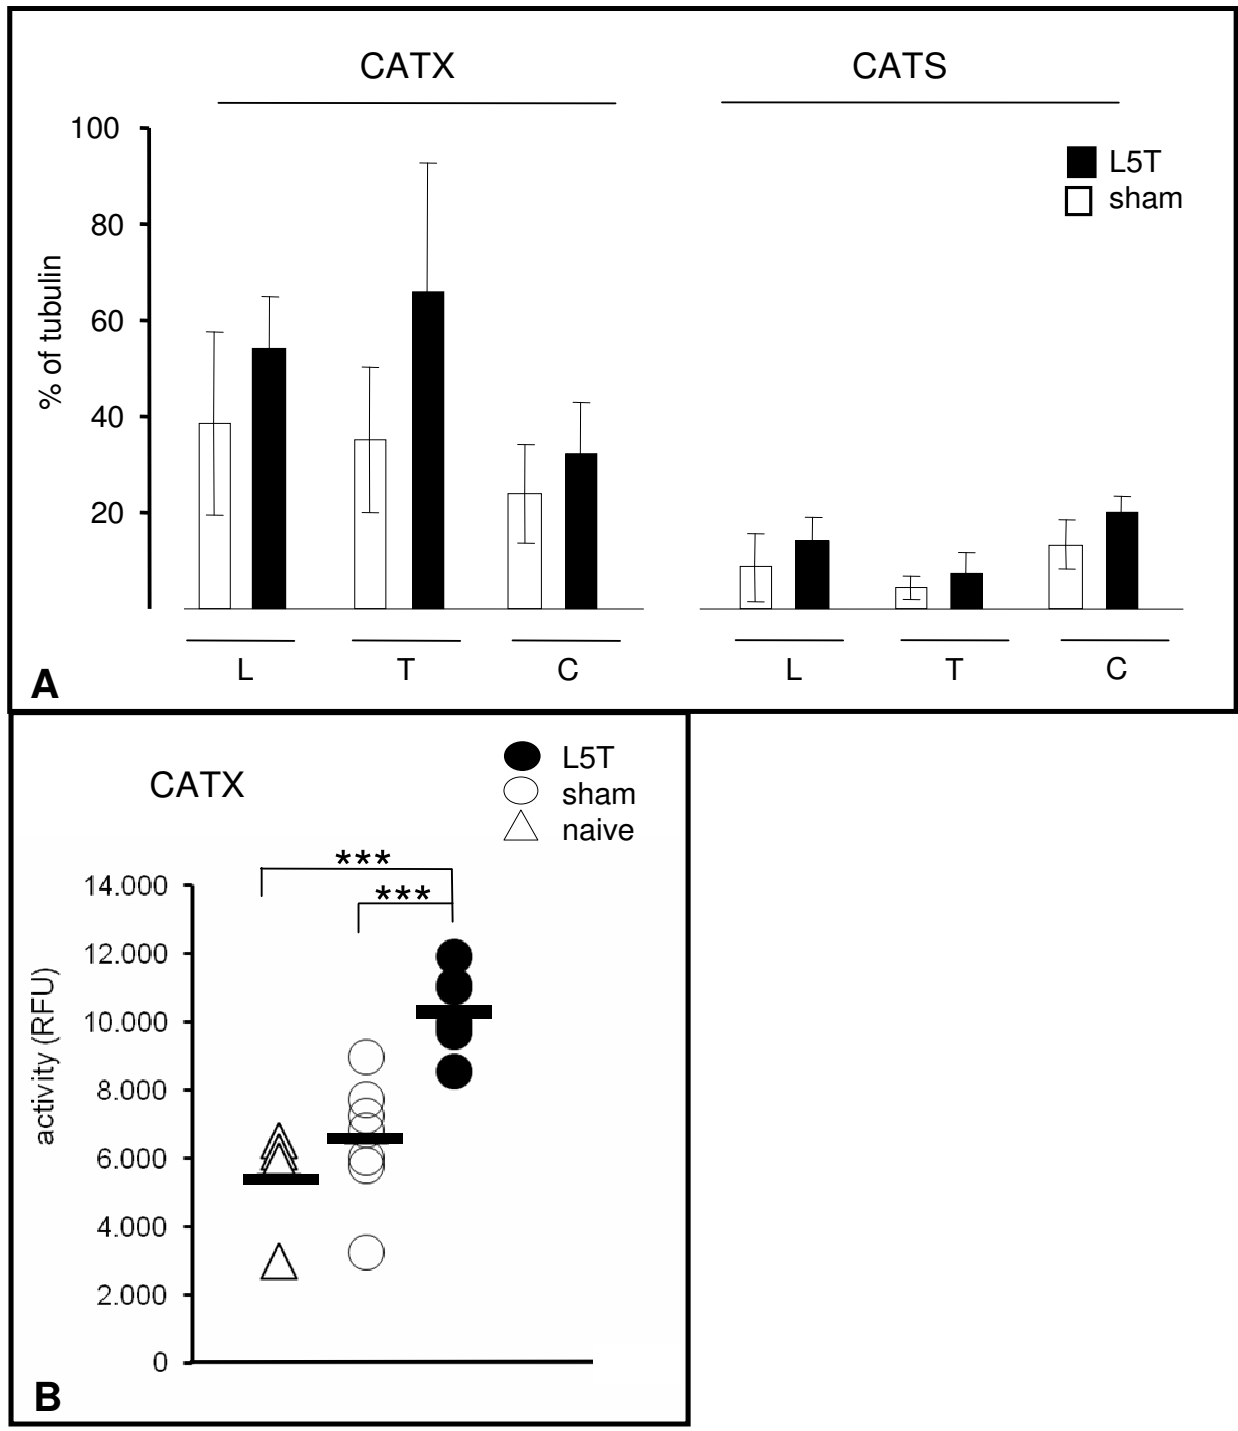 CATX CATS
100
80
60
40
20
% of tubulin
L5T
sham
L T C L T C
A
CATX
L5T
sham
naive
***
***
14.000
12.000
10.000
8.000
6.000
4.000
2.000
0
activity (RFU)
B